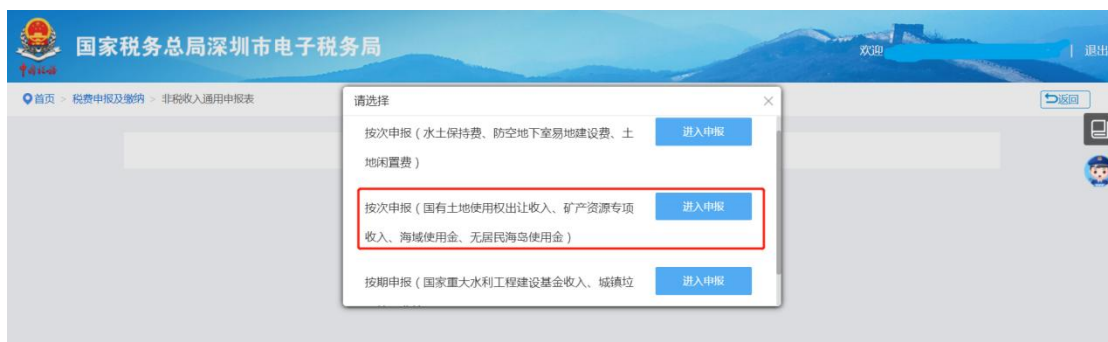 国家税务总局深圳市电子税务局
中国税务
欢迎
| 退出
首页 > 税费申报及缴纳 > 非税收入通用申报表
返回
请选择
×
按次申报(水土保持费、防空地下室易地建设费、土
地闲置费)
进入申报
按次申报(国有土地使用权出让收入、矿产资源专项
收入、海域使用金、无居民海岛使用金)
进入申报
按期申报(国家重大水利工程建设基金收入、城镇垃
进入申报